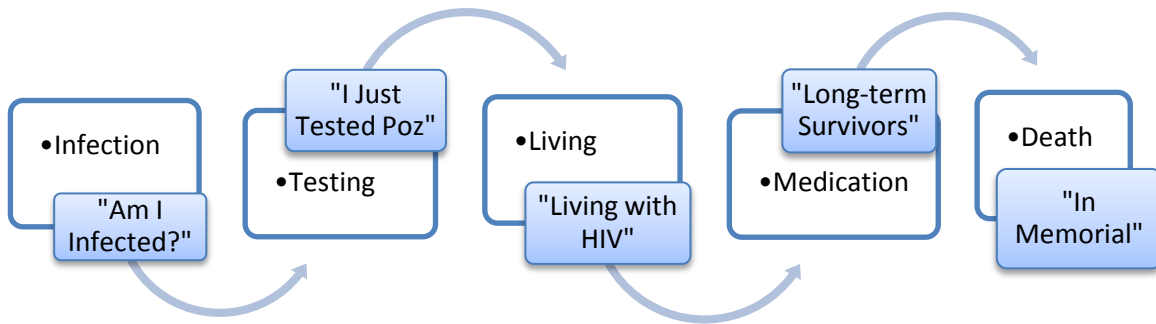 •Infection
"Am I
Infected?"
"I Just
Tested Poz"
•Testing
•Living
"Living with
HIV"
"Long-term
Survivors"
•Medication
•Death
"In
Memorial"